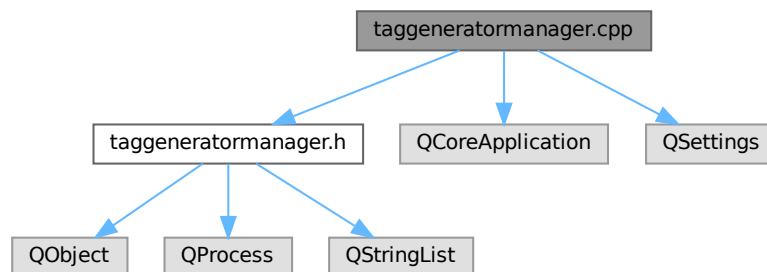 taggeneratormanager.cpp
taggeneratormanager.h
QCoreApplication
QSettings
QObject
QProcess
QStringList